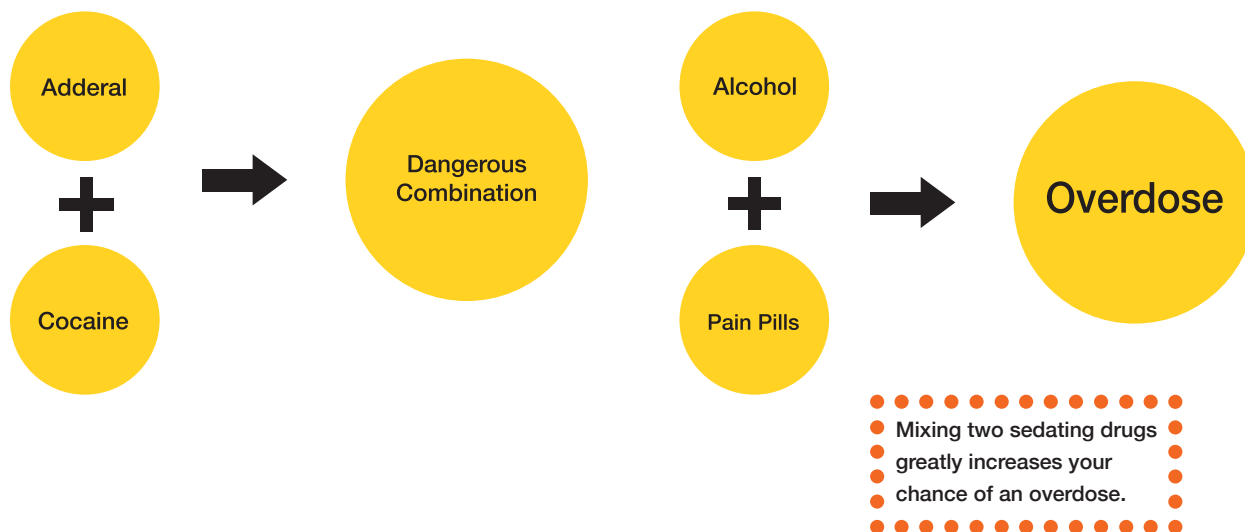 Adderal
Cocaine
Dangerous
Combination
Alcohol
Pain Pills
Overdose
Mixing two sedating drugs
greatly increases your
chance of an overdose.